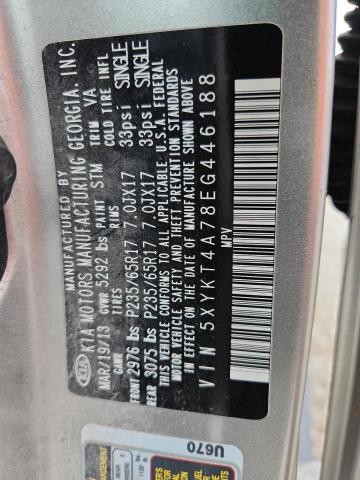 MANUFACTURED BY
KIA MOTORS MANUFACTURING GEORGIA, INC.
KIA
MAR/19/13 PAINT STM TRIM VA
GVWR 5292 lbs
GAWR TIRES RIMS COLD TIRE INFL
FRONT 2976 lbs P235/65R17 7.0JX17 33psi SINGLE
REAR 3075 lbs P235/65R17 7.0JX17 33psi SINGLE
THIS VEHICLE CONFORMS TO ALL APPLICABLE U.S.A. FEDERAL
MOTOR VEHICLE SAFETY AND THEFT PREVENTION STANDARDS
IN EFFECT ON THE DATE OF MANUFACTURE SHOWN ABOVE
VIN 5XYKT4A78EG446188
MPV
U670